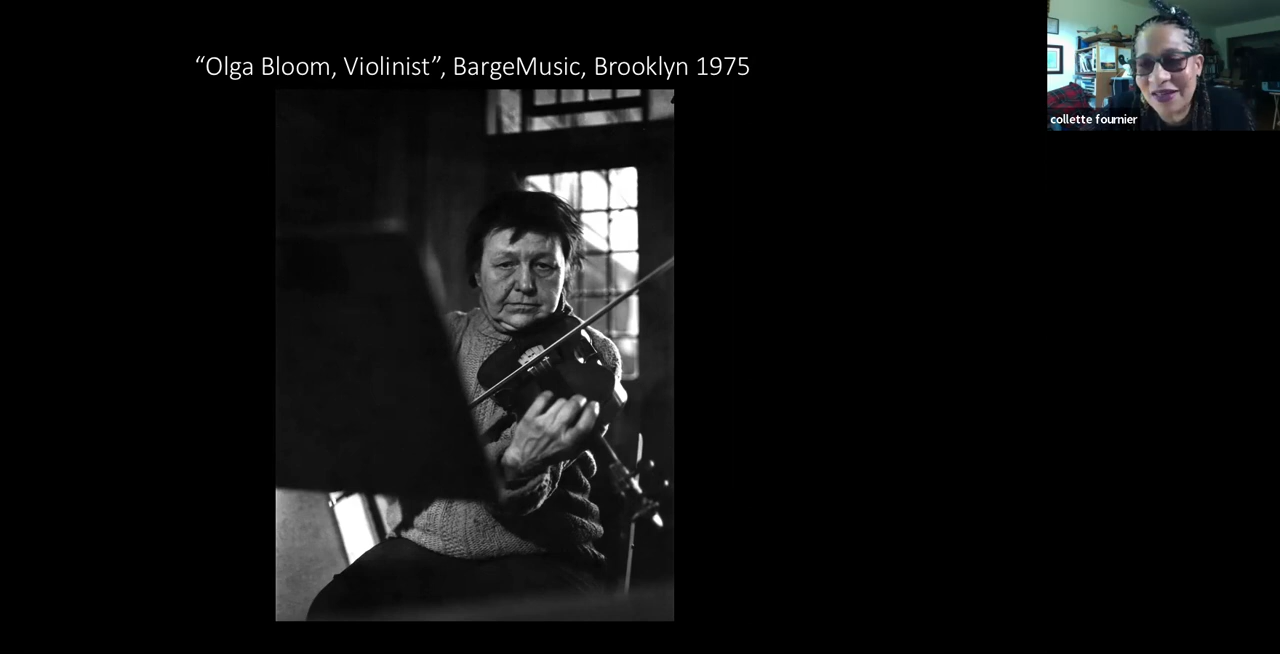 “Olga Bloom, Violinist”, BargeMusic, Brooklyn 1975
collette fournier